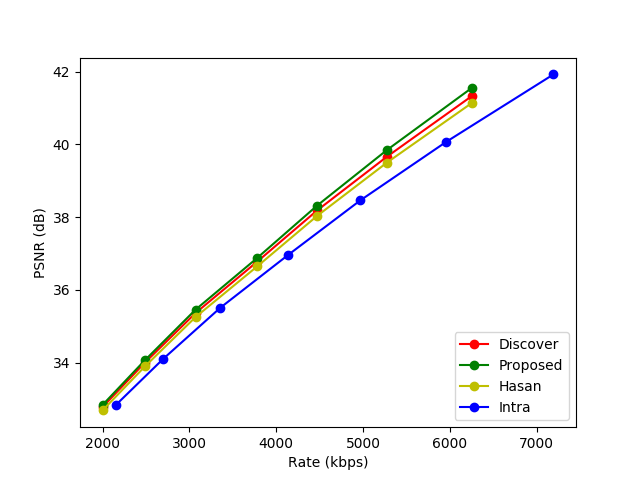 42
40
38
36
34
PSNR (dB)
2000 3000 4000 5000 6000 7000
Rate (kbps)
Discover
Proposed
Hasan
Intra